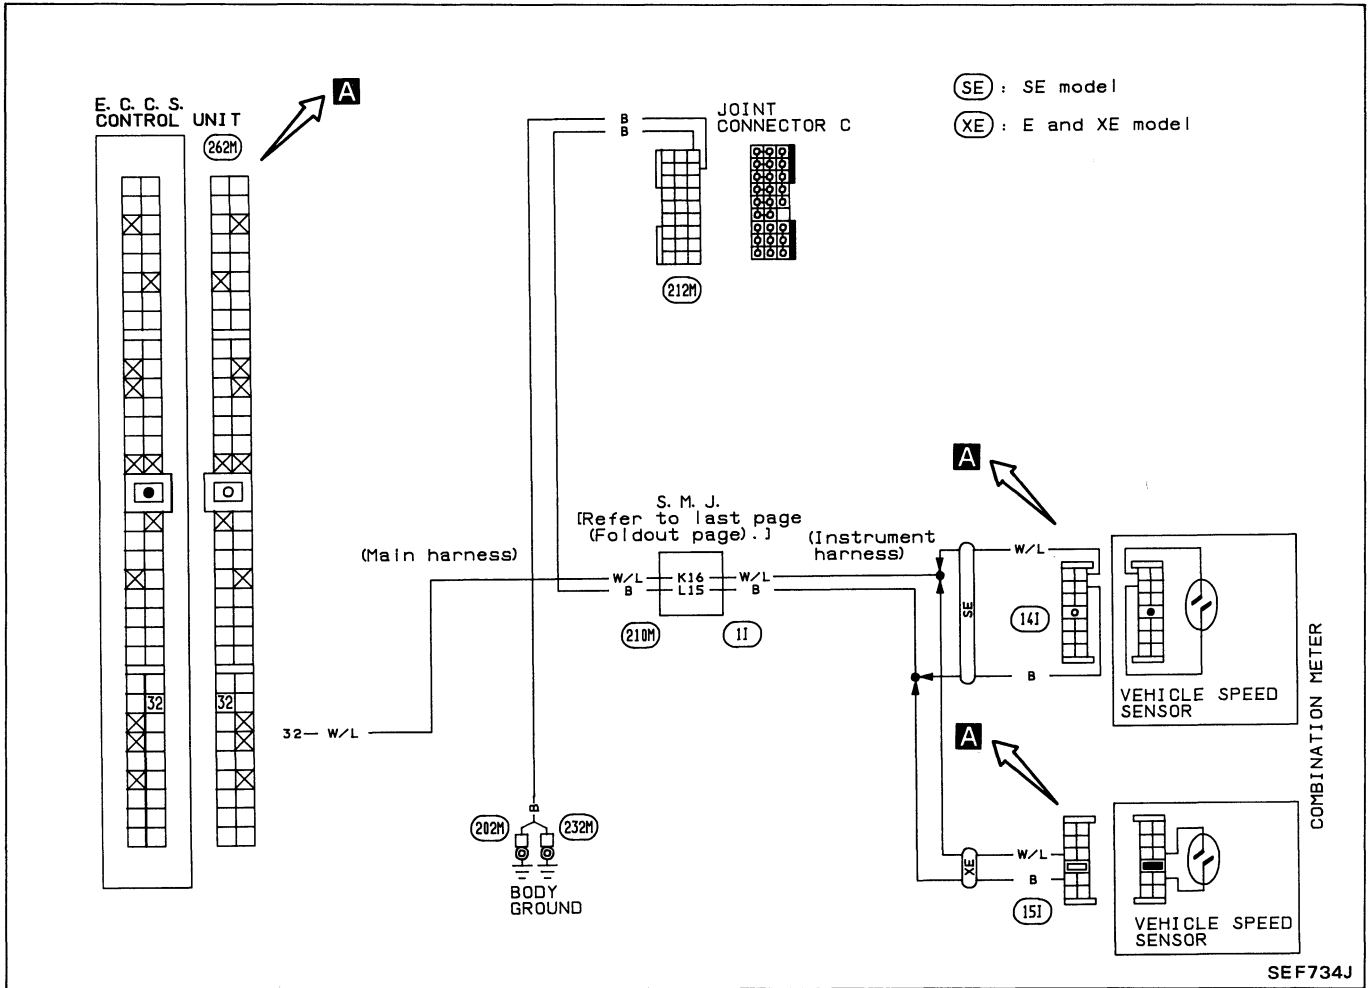 E. C. C. S.
CONTROL UNIT
262M
A
JOINT
CONNECTOR C
SE : SE model
XE : E and XE model
B
B
212M
32
32
32— W/L
(Main harness)
S. M. J.
[Refer to last page
(Foldout page).]
(Instrument
harness)
W/L K16 W/L
B L15 B
210M
1I
A
SE
W/L
14I
B
VEHICLE SPEED
SENSOR
COMBINATION METER
A
XE
W/L
B
15I
VEHICLE SPEED
SENSOR
B
202M
232M
BODY
GROUND
SEF734J